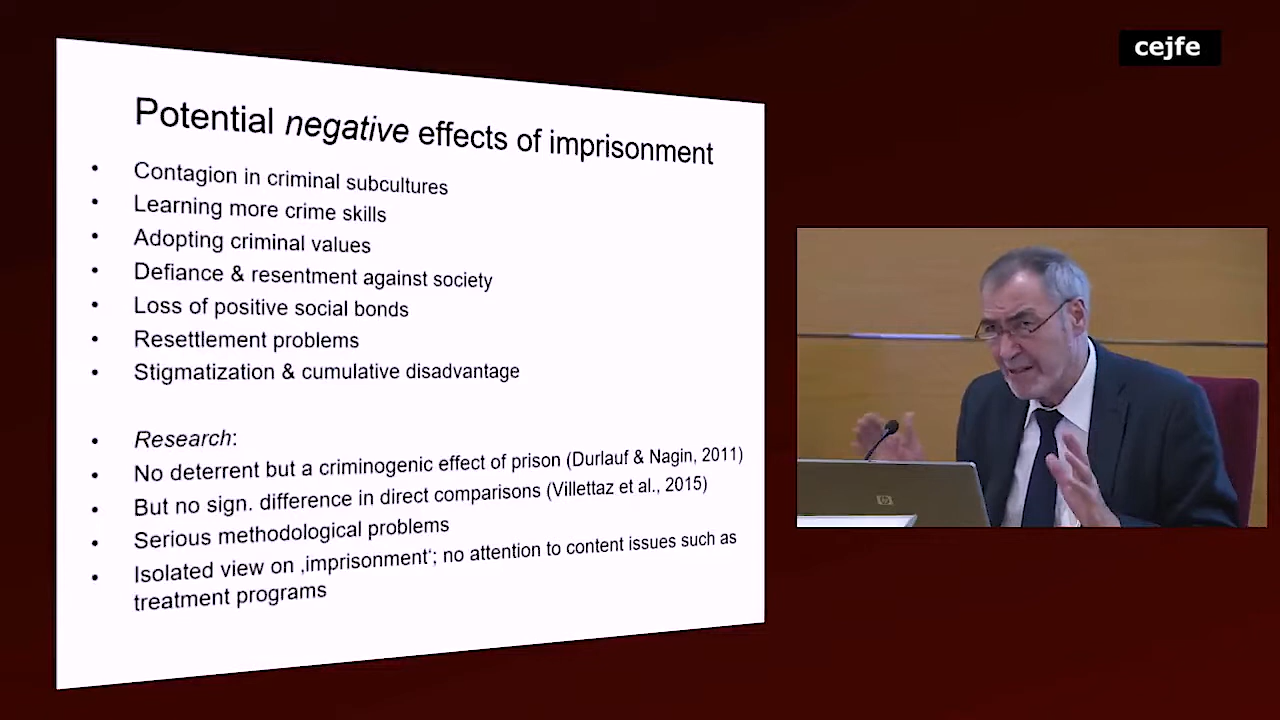 cejfe
Potential negative effects of imprisonment
• Contagion in criminal subcultures
• Learning more crime skills
• Adopting criminal values
• Defiance & resentment against society
• Loss of positive social bonds
• Resettlement problems
• Stigmatization & cumulative disadvantage
• Research:
• No deterrent but a criminogenic effect of prison (Durlauf & Nagin, 2011)
• But no sign. difference in direct comparisons (Villettaz et al., 2015)
• Serious methodological problems
• Isolated view on ‚imprisonment‘; no attention to content issues such as
treatment programs
hp